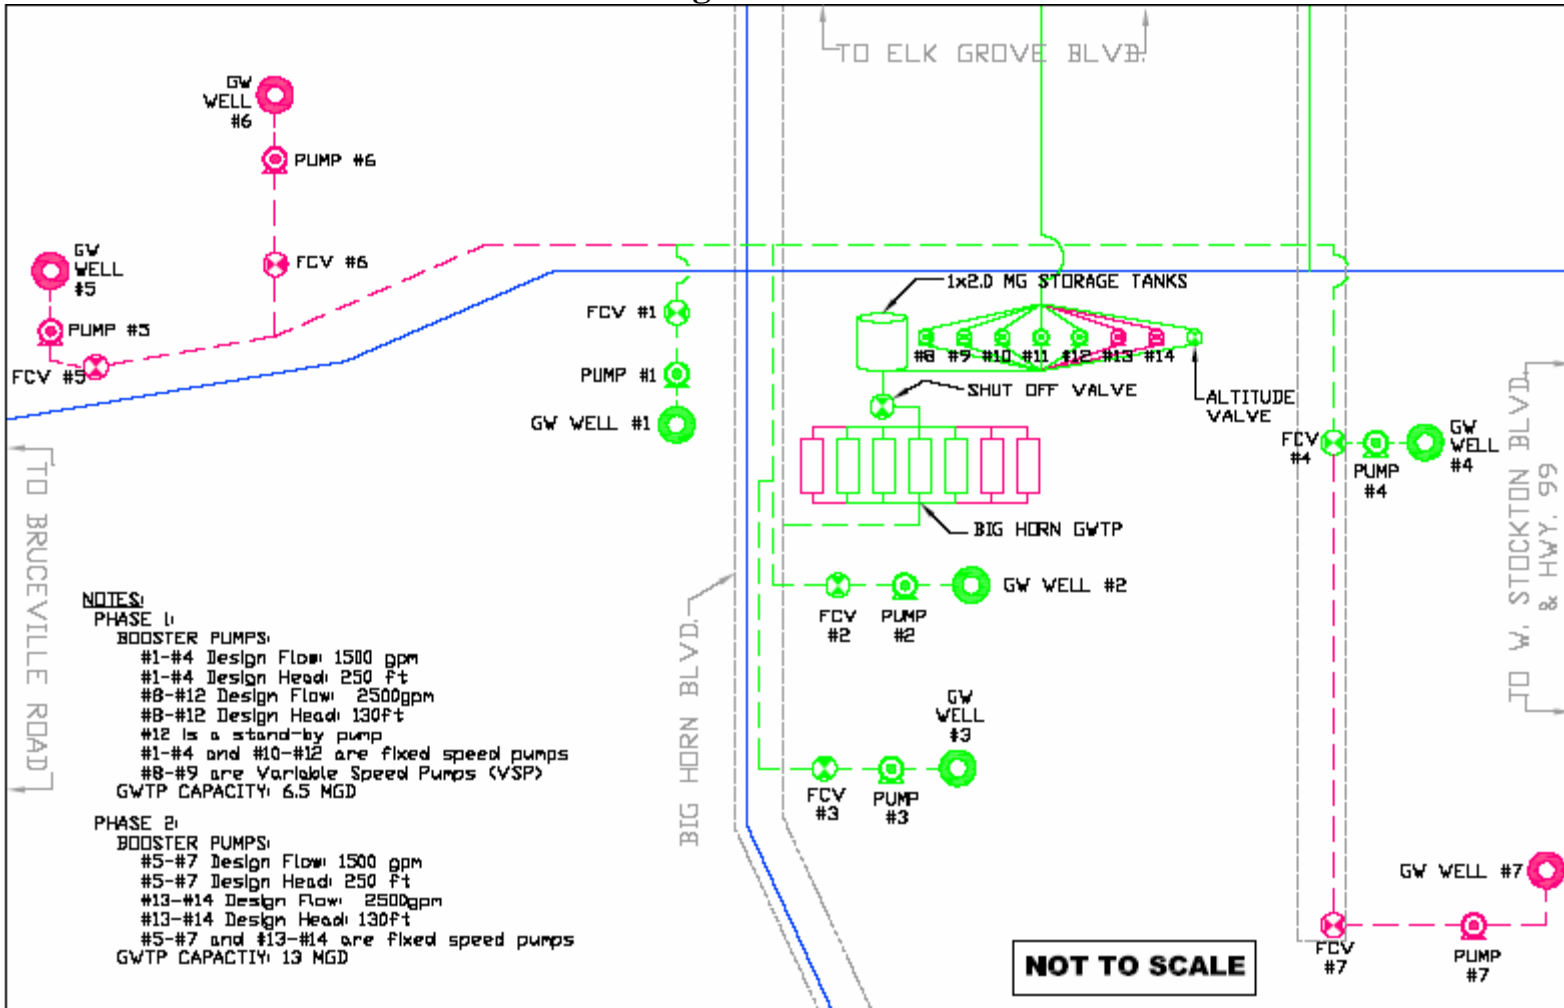 TO ELK GROVE BLVD.
GW
WELL
#6
PUMP #6
FCV #6
GW
WELL
#5
PUMP #5
FCV #5
1x2.0 MG STORAGE TANKS
FCV #1
PUMP #1
GW WELL #1
#8 #9 #10 #11 #12 #13 #14
SHUT OFF VALVE
ALTITUDE
VALVE
FCV
#4
PUMP
#4
GW
WELL
#4
BIG HORN GWTP
TO BRUCEVILLE ROAD
BIG HORN BLVD.
TO W. STOCKTON BLVD.
& HWY. 99
FCV
#2
PUMP
#2
GW WELL #2
GW
WELL
#3
FCV
#3
PUMP
#3
GW WELL #7
FCV
#7
PUMP
#7
NOTES:
PHASE 1:
BOOSTER PUMPS:
#1-#4 Design Flow: 1500 gpm
#1-#4 Design Head: 250 ft
#8-#12 Design Flow: 2500gpm
#8-#12 Design Head: 130ft
#12 is a stand-by pump
#1-#4 and #10-#12 are fixed speed pumps
#8-#9 are Variable Speed Pumps (VSP)
GWTP CAPACITY: 6.5 MGD
PHASE 2:
BOOSTER PUMPS:
#5-#7 Design Flow: 1500 gpm
#5-#7 Design Head: 250 ft
#13-#14 Design Flow: 2500gpm
#13-#14 Design Head: 130ft
#5-#7 and #13-#14 are fixed speed pumps
GWTP CAPACTIY: 13 MGD
NOT TO SCALE